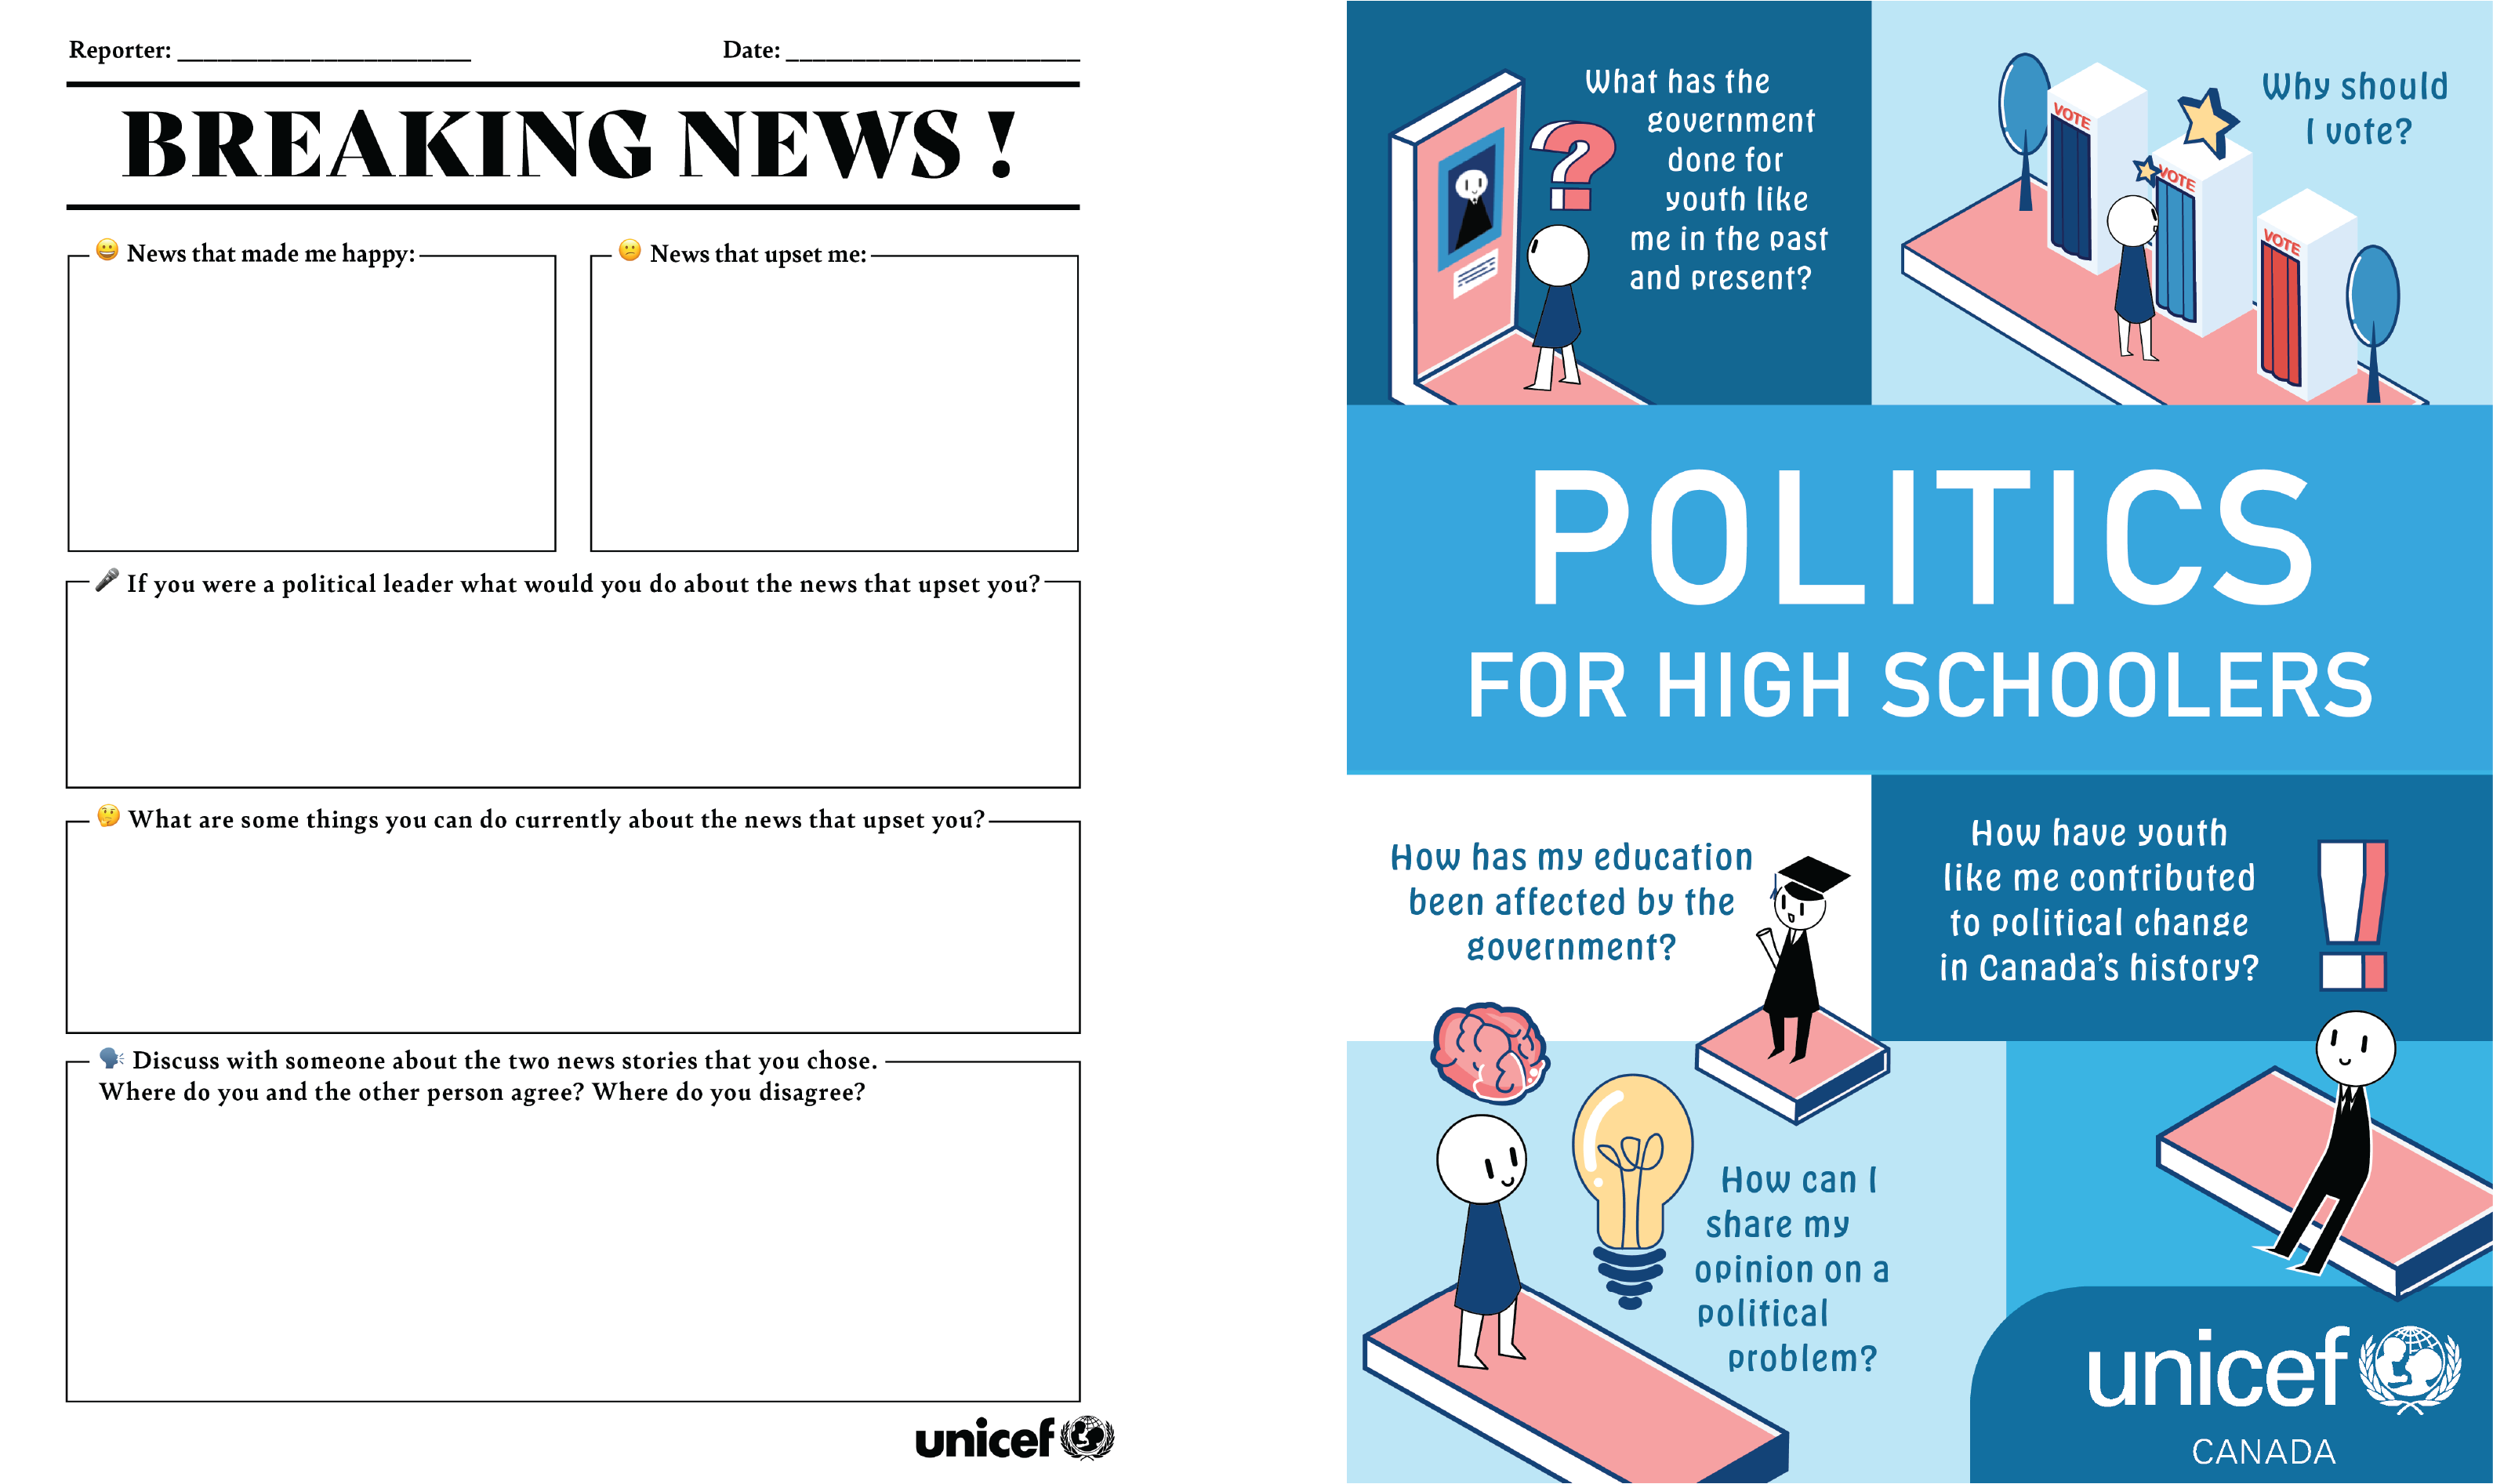 Reporter: ______________________ Date: ______________________
BREAKING NEWS !
😀 News that made me happy:
😕 News that upset me:
🎤 If you were a political leader what would you do about the news that upset you?
🤔 What are some things you can do currently about the news that upset you?
🗣️ Discuss with someone about the two news stories that you chose.
Where do you and the other person agree? Where do you disagree?
unicef
What has the
government
done for
youth like
me in the past
and present?
VOTE
VOTE
VOTE
Why should
I vote?
POLITICS
FOR HIGH SCHOOLERS
How has my education
been affected by the
government?
How have youth
like me contributed
to political change
in Canada's history?
How can I
share my
opinion on a
political
problem?
unicef
CANADA